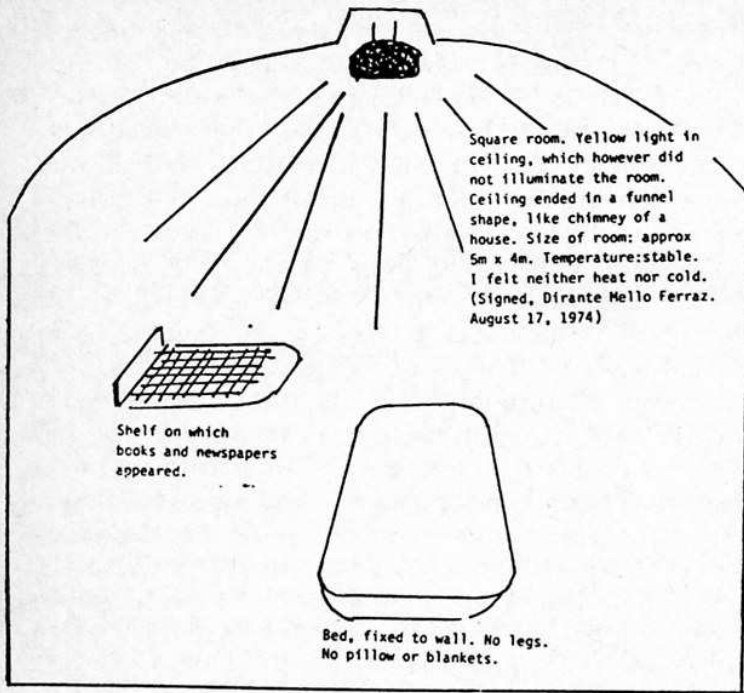 Square room. Yellow light in
ceiling, which however did
not illuminate the room.
Ceiling ended in a funnel
shape, like chimney of a
house. Size of room: approx
5m x 4m. Temperature:stable.
I felt neither heat nor cold.
(Signed, Dirante Mello Ferraz.
August 17, 1974)
Shelf on which
books and newspapers
appeared.
Bed, fixed to wall. No legs.
No pillow or blankets.